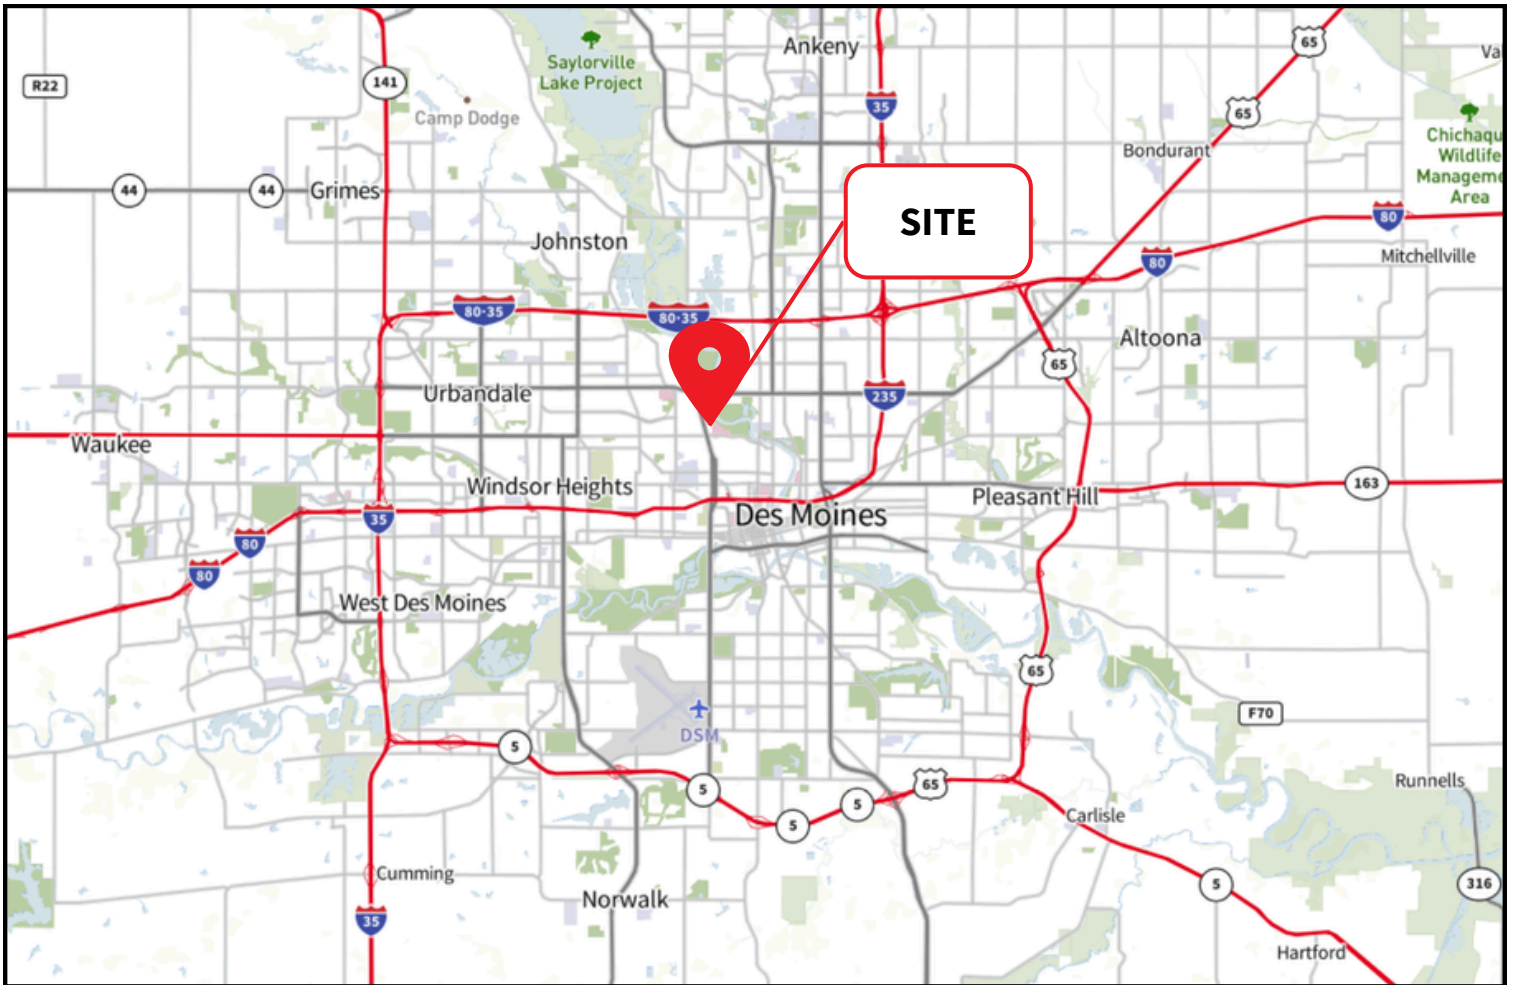 Ankeny
65
Va
Saylorville
Lake Project
R22
141
35
65
Camp Dodge
Chichaqu
Wildlife
Manageme
Area
Bondurant
44
44
Grimes
SITE
80
Johnston
80
Mitchellville
80-35
80-35
Altoona
65
Urbandale
235
Waukee
Windsor Heights
Pleasant Hill
163
35
Des Moines
80
80
West Des Moines
65
DSM
F70
5
5
65
5
5
Runnells
Carlisle
Cumming
5
316
Norwalk
35
Hartford